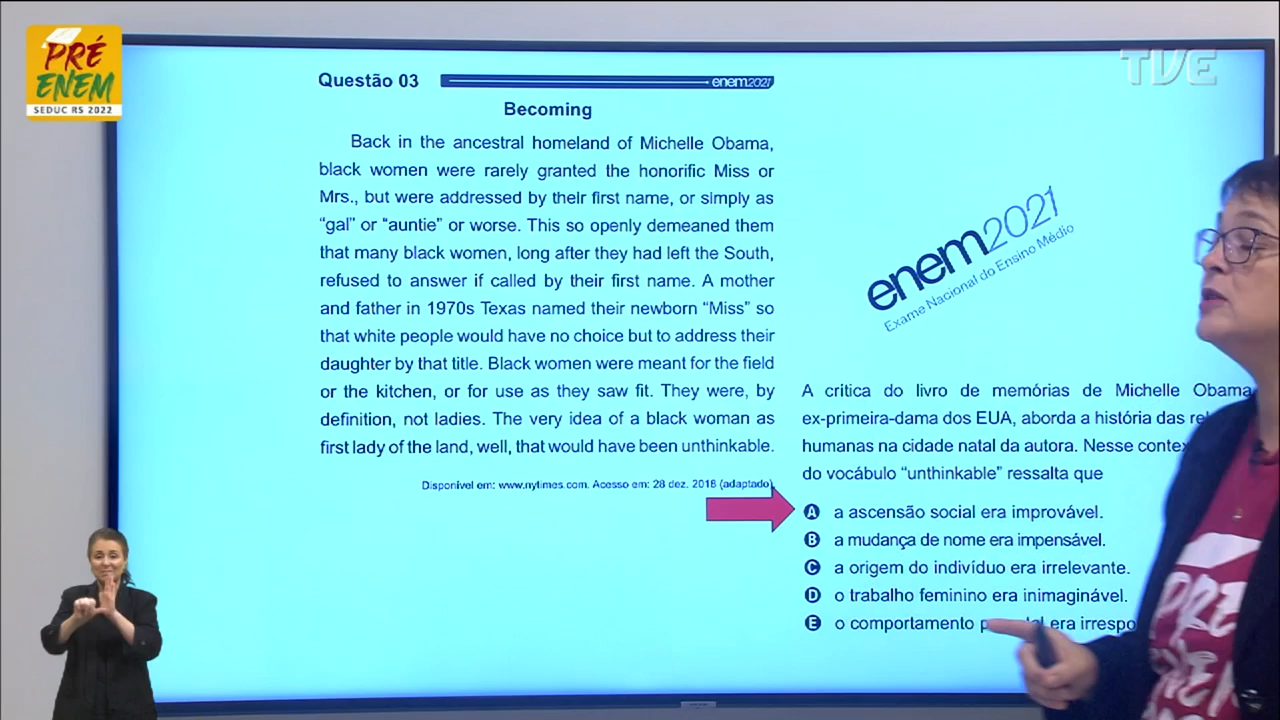 PRÉ
ENEM
SEDUC RS 2022
TVE
Questão 03
enem2021
Becoming
Back in the ancestral homeland of Michelle Obama,
black women were rarely granted the honorific Miss or
Mrs., but were addressed by their first name, or simply as
“gal” or “auntie” or worse. This so openly demeaned them
that many black women, long after they had left the South,
refused to answer if called by their first name. A mother
and father in 1970s Texas named their newborn “Miss” so
that white people would have no choice but to address their
daughter by that title. Black women were meant for the field
or the kitchen, or for use as they saw fit. They were, by
definition, not ladies. The very idea of a black woman as
first lady of the land, well, that would have been unthinkable.
Disponível em: www.nytimes.com. Acesso em: 28 dez. 2018 (adaptado).
enem2021
Exame Nacional do Ensino Médio
A crítica do livro de memórias de Michelle Obama,
ex-primeira-dama dos EUA, aborda a história das
humanas na cidade natal da autora. Nesse
do vocábulo “unthinkable” ressalta que
A a ascensão social era improvável.
B a mudança de nome era impensável.
C a origem do indivíduo era irrelevante.
D o trabalho feminino era inimaginável.
E o comportamento era
PRÉ